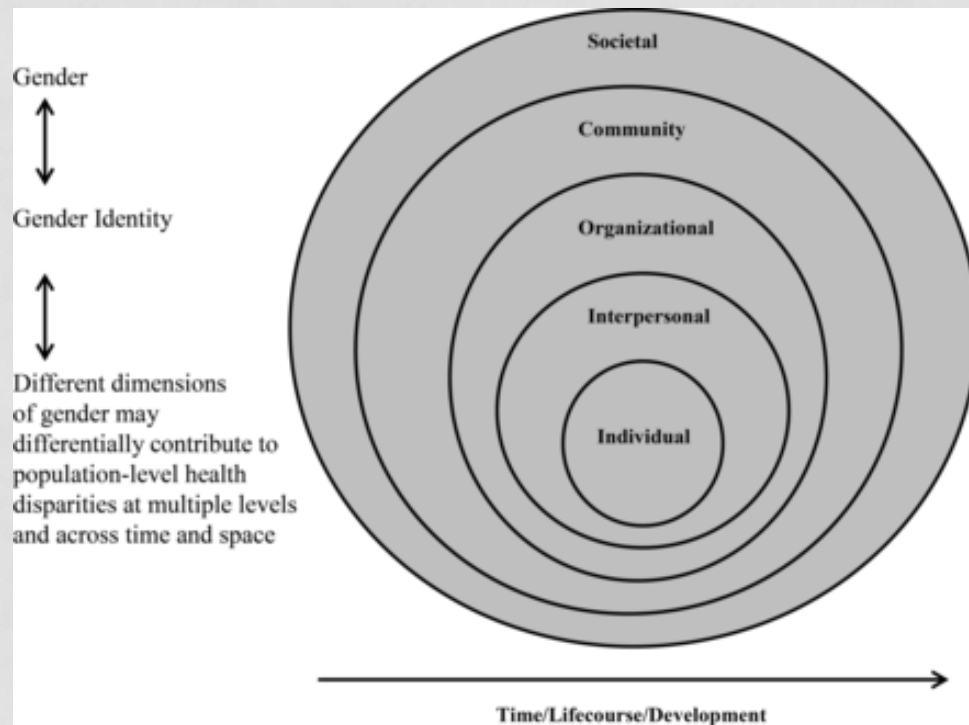 Gender
Gender Identity
Different dimensions
of gender may
differentially contribute to
population-level health
disparities at multiple levels
and across time and space
Societal
Community
Organizational
Interpersonal
Individual
Time/Lifecourse/Development